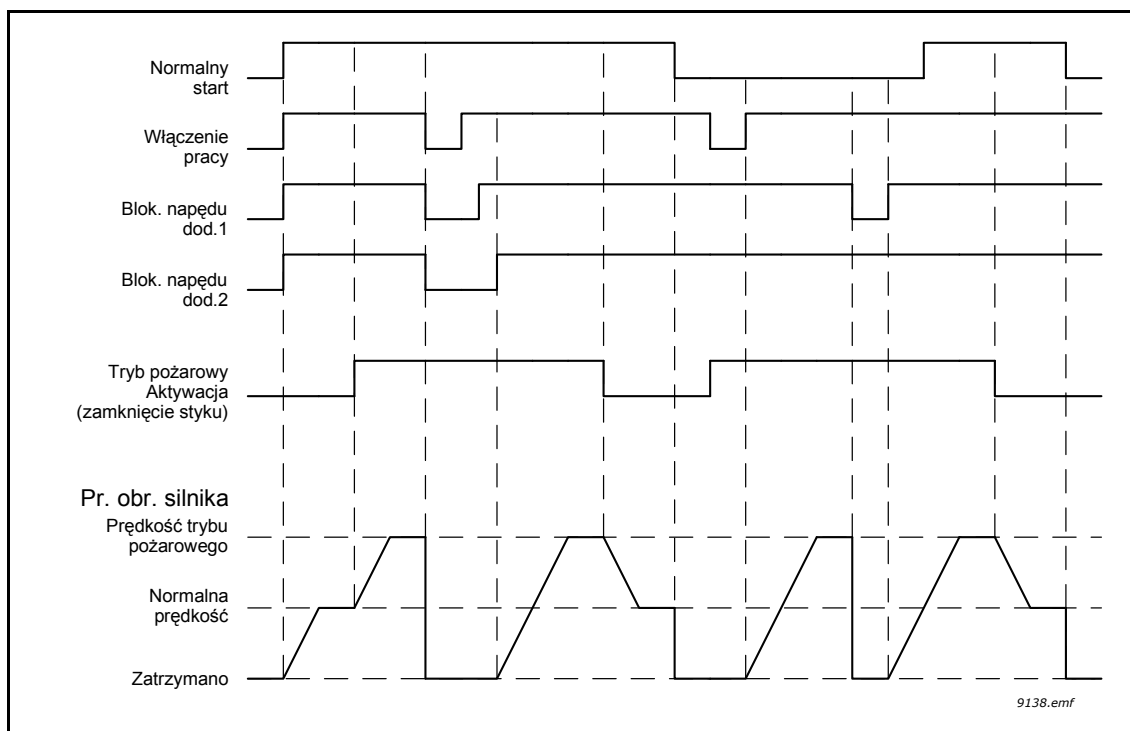 Normalny
start
Włączenie
pracy
Blok. napędu
dod.1
Blok. napędu
dod.2
Tryb pożarowy
Aktywacja
(zamknięcie styku)
Pr. obr. silnika
Prędkość trybu
pożarowego
Normalna
prędkość
Zatrzymano
9138.emf